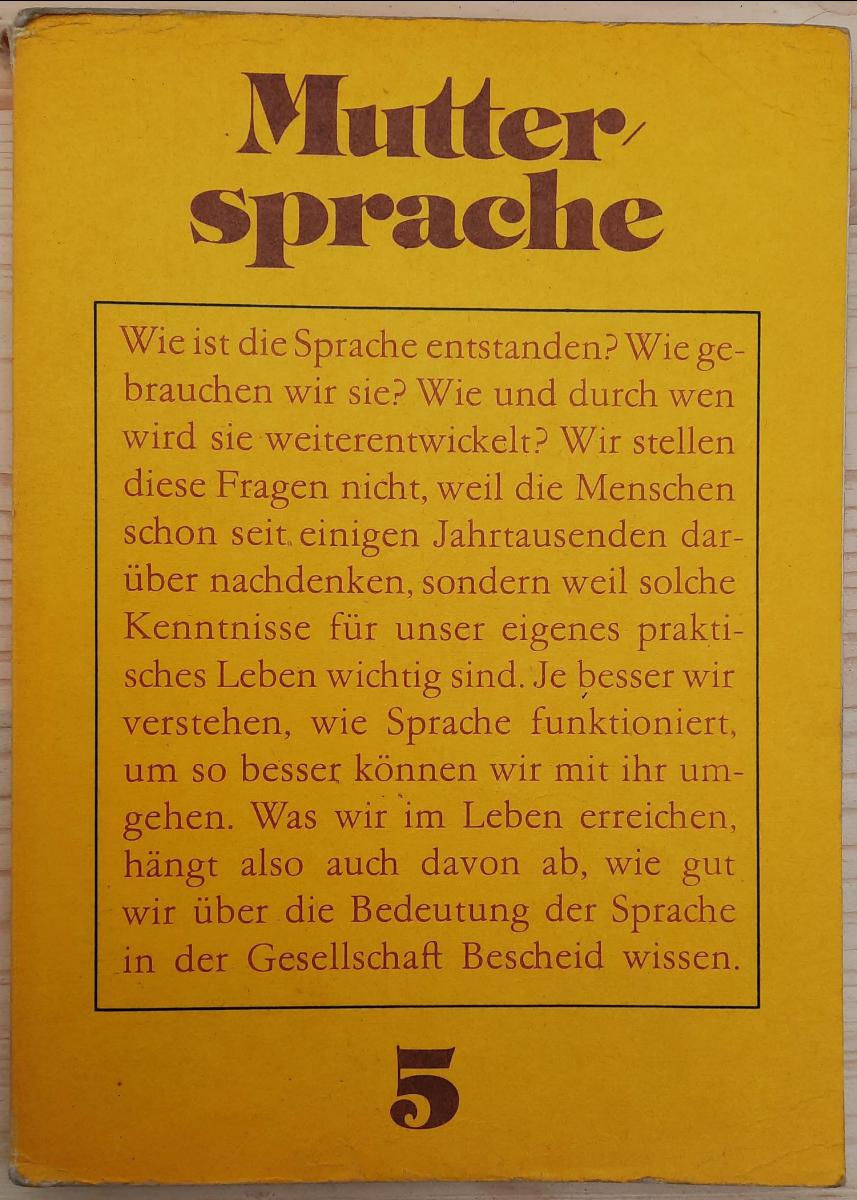 Mutter-
sprache
Wie ist die Sprache entstanden? Wie ge-
brauchen wir sie? Wie und durch wen
wird sie weiterentwickelt? Wir stellen
diese Fragen nicht, weil die Menschen
schon seit einigen Jahrtausenden dar-
über nachdenken, sondern weil solche
Kenntnisse für unser eigenes prakti-
sches Leben wichtig sind. Je besser wir
verstehen, wie Sprache funktioniert,
um so besser können wir mit ihr um-
gehen. Was wir im Leben erreichen,
hängt also auch davon ab, wie gut
wir über die Bedeutung der Sprache
in der Gesellschaft Bescheid wissen.
5